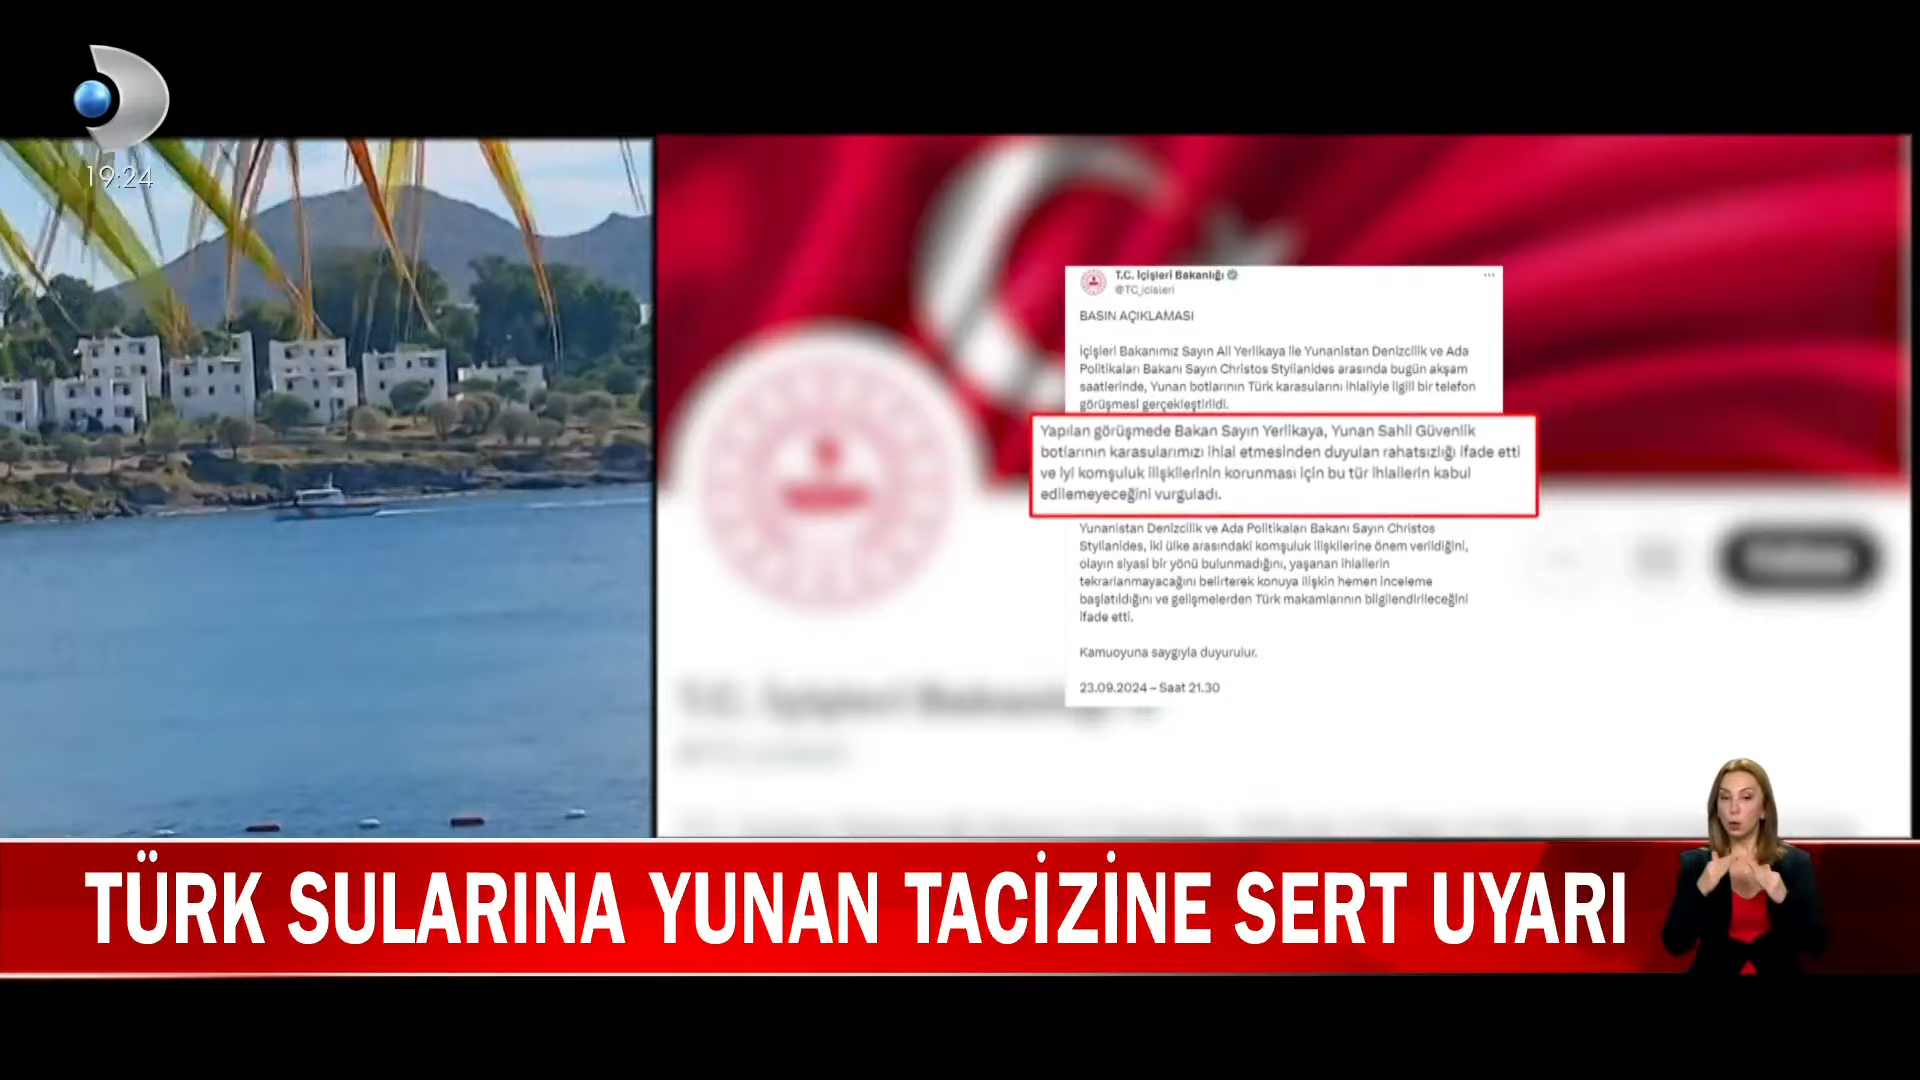 19:24
T.C. İçişleri Bakanlığı
@TC_icisleri
BASIN AÇIKLAMASI
İçişleri Bakanımız Sayın Ali Yerlikaya ile Yunanistan Denizcilik ve Ada
Politikaları Bakanı Sayın Christos Stylianides arasında bugün akşam
saatlerinde, Yunan botlarının Türk karasularını ihlaliyle ilgili bir telefon
görüşmesi gerçekleştirildi.
Yapılan görüşmede Bakan Sayın Yerlikaya, Yunan Sahil Güvenlik
botlarının karasularımızı ihlal etmesinden duyulan rahatsızlığı ifade etti
ve iyi komşuluk ilişkilerinin korunması için bu tür ihlallerin kabul
edilemeyeceğini vurguladı.
Yunanistan Denizcilik ve Ada Politikaları Bakanı Sayın Christos
Stylianides, iki ülke arasındaki komşuluk ilişkilerine önem verildiğini,
olayın siyasi bir yönü bulunmadığını, yaşanan ihlallerin
tekrarlanmayacağını belirterek konuya ilişkin hemen inceleme
başlatıldığını ve gelişmelerden Türk makamlarının bilgilendirileceğini
ifade etti.
Kamuoyuna saygıyla duyurulur.
23.09.2024 – Saat 21.30
T.C. İçişleri Bakanlığı
TÜRK SULARINA YUNAN TACİZİNE SERT UYARI